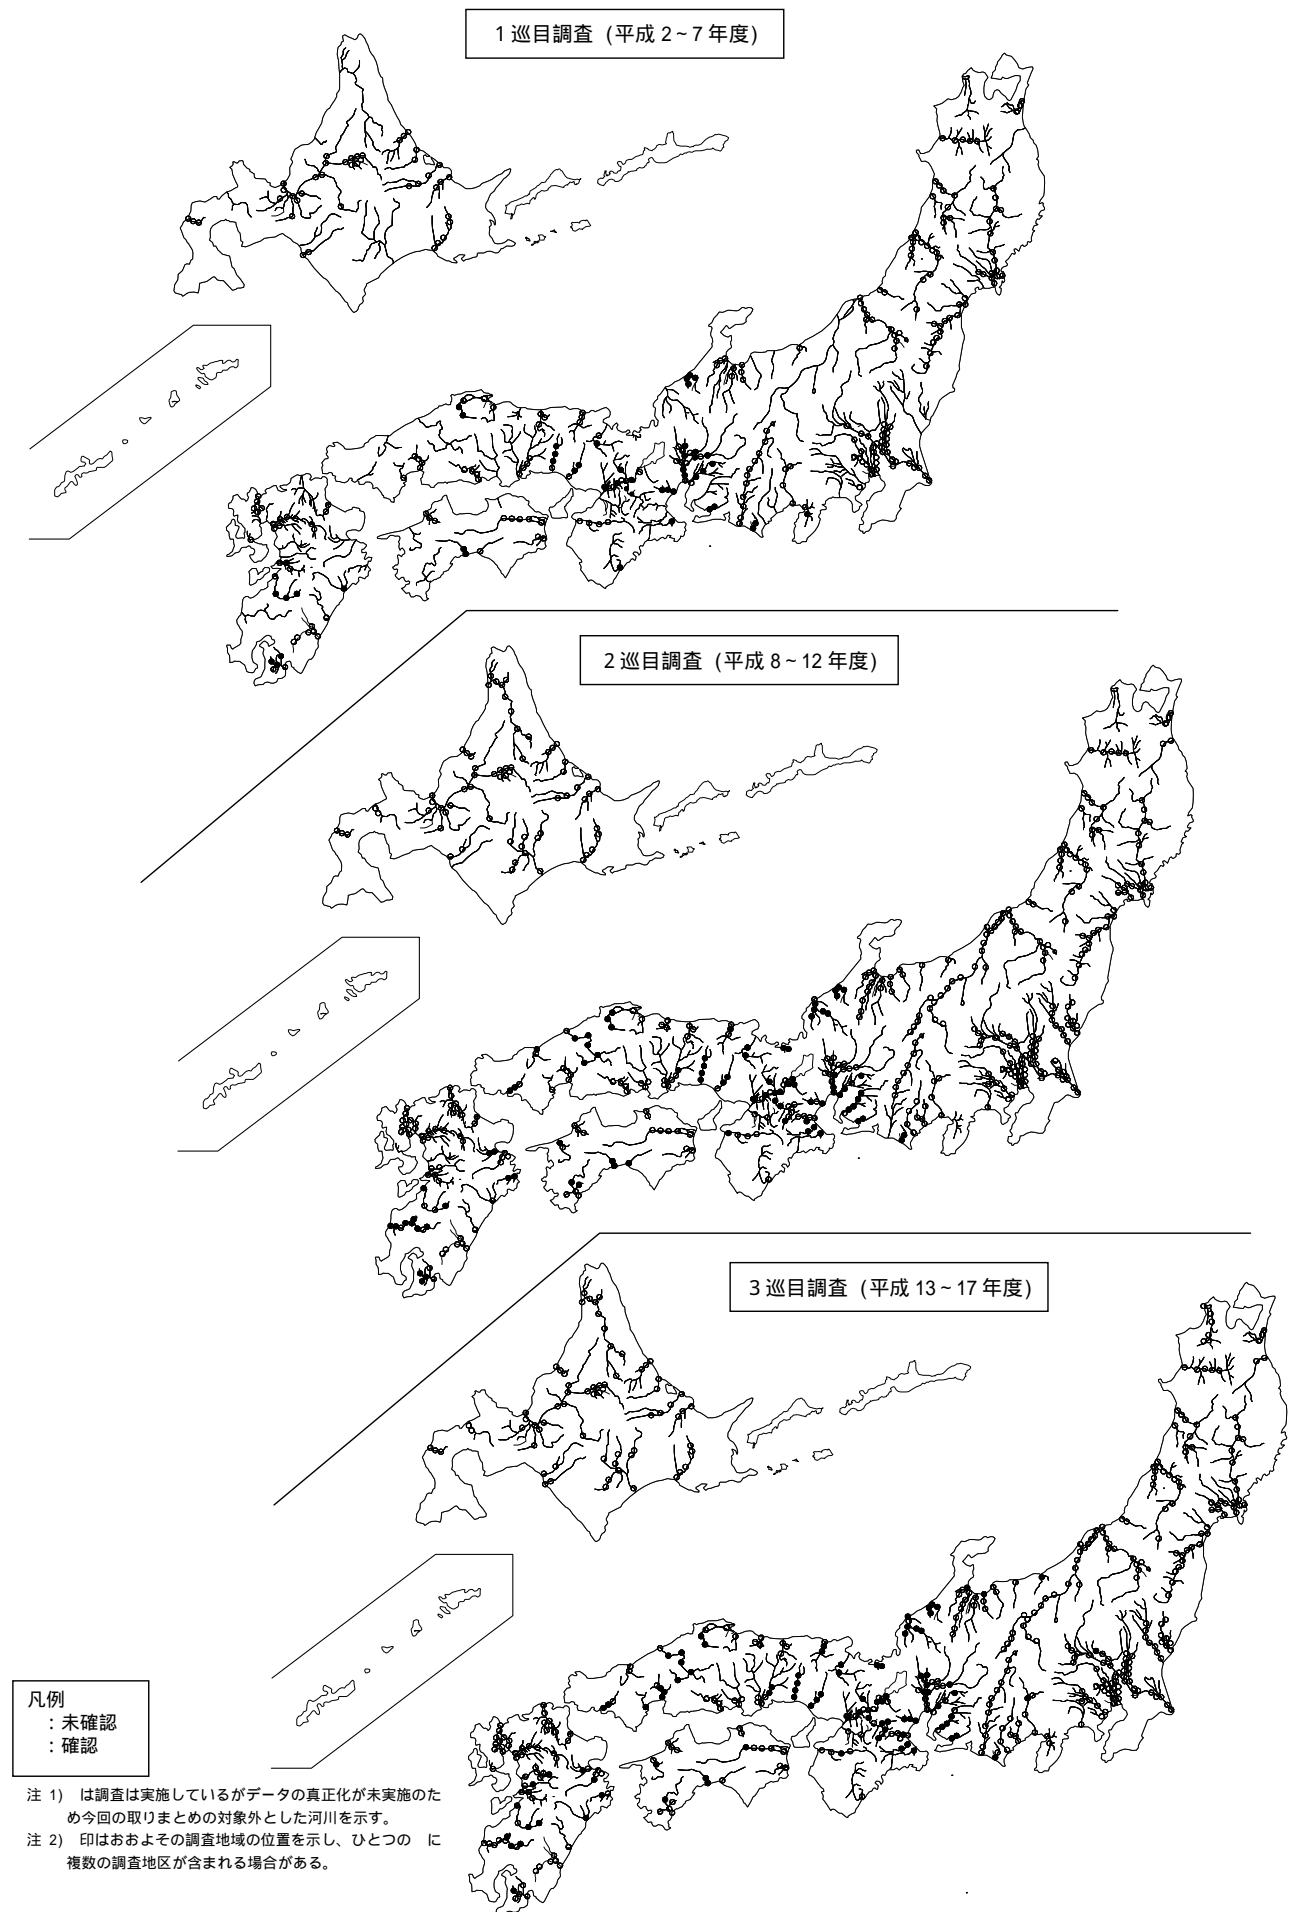 1巡目調査 (平成 2~7 年度)
2巡目調査 (平成 8~12 年度)
3巡目調査 (平成 13~17 年度)
凡例
:未確認
:確認
注 1) は調査は実施しているがデータの真正化が未実施のた
め今回の取りまとめの対象外とした河川を示す。
注 2) 印はおおよその調査地域の位置を示し、ひとつの に
複数の調査地区が含まれる場合がある。